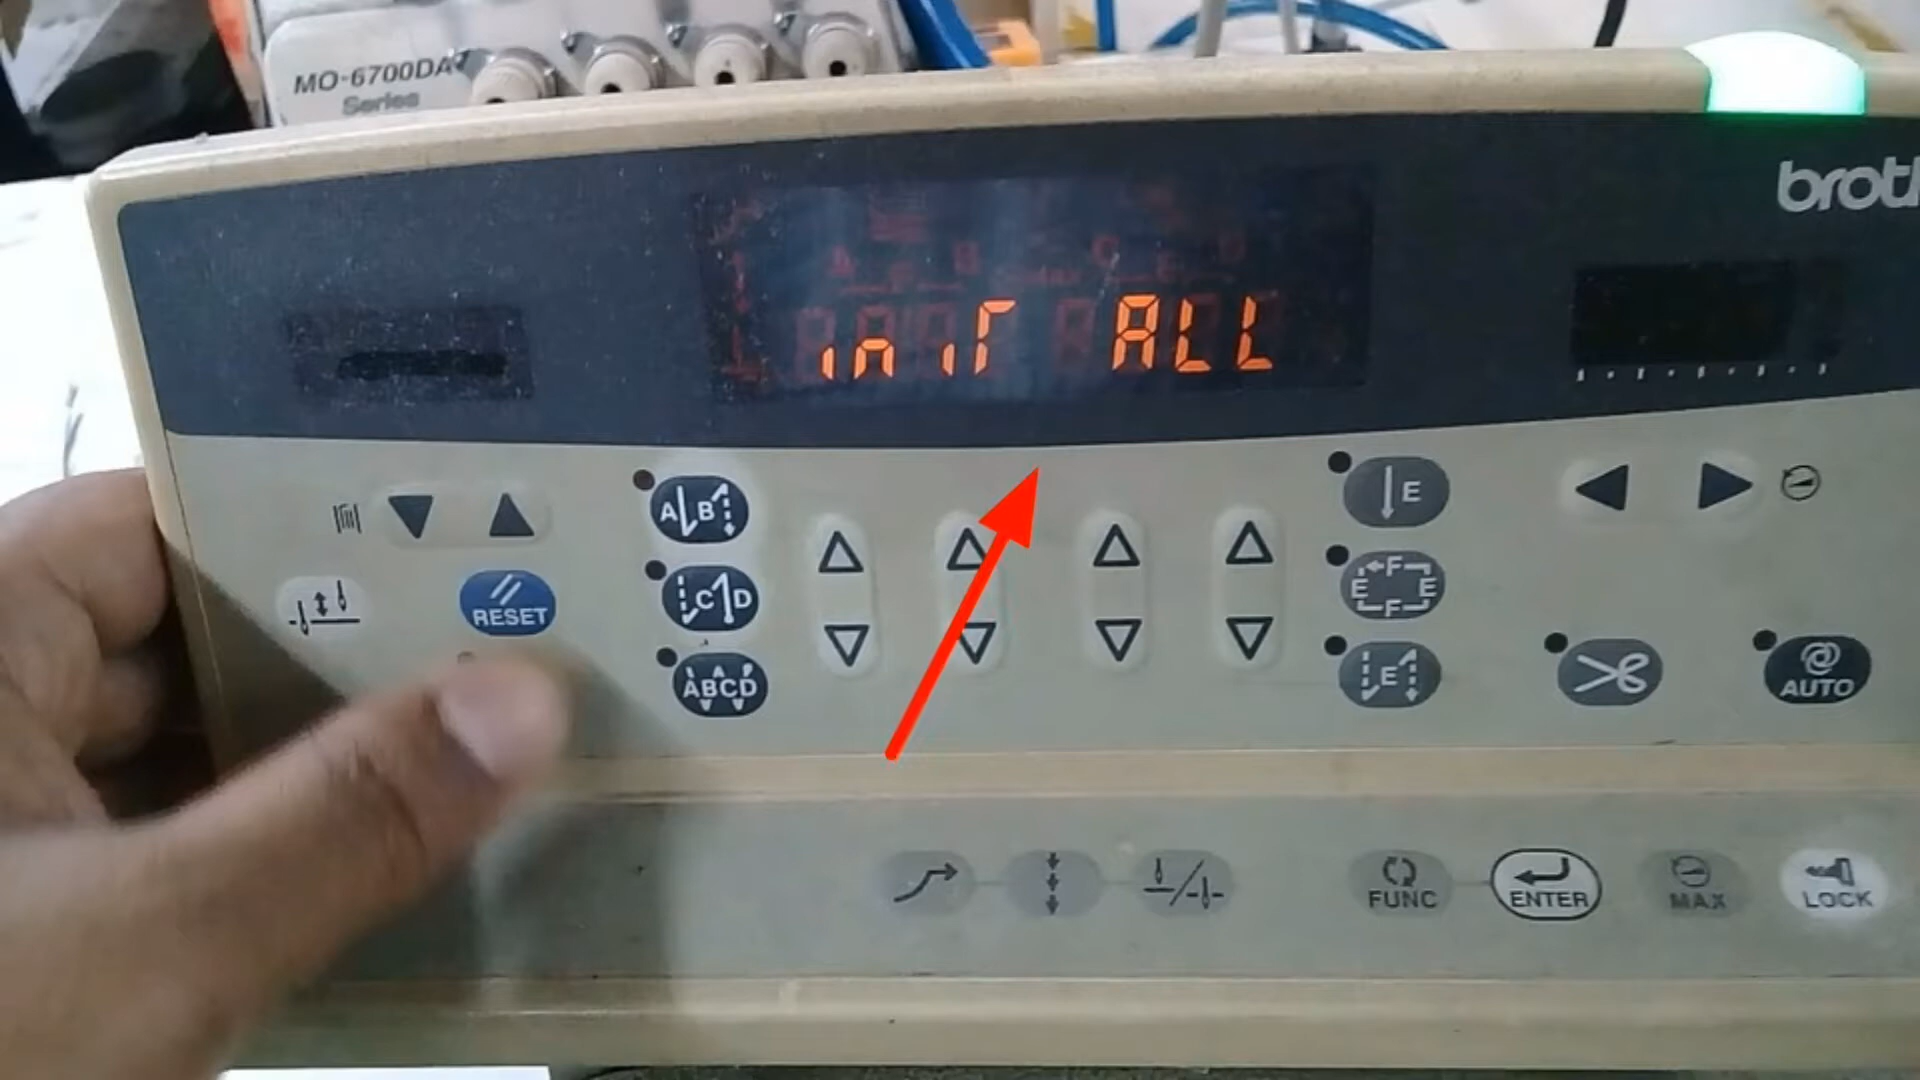 MO-6700DA
Series
brot
A B C D
iniT ALL
A B
E
C D
F
E E
F
RESET
ABCD
E
AUTO
FUNC
ENTER
MAX
LOCK